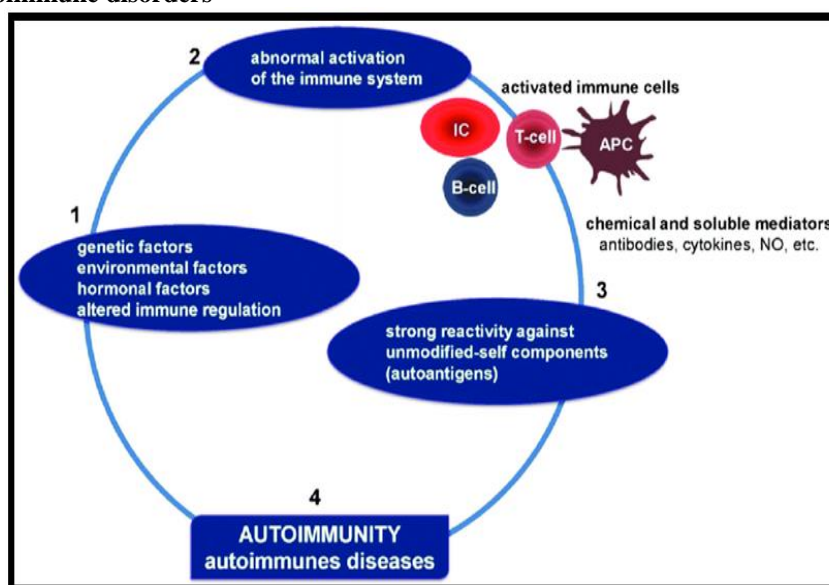 2
abnormal activation
of the immune system
activated immune cells
IC
T-cell
APC
B-cell
1
genetic factors
environmental factors
hormonal factors
altered immune regulation
chemical and soluble mediators
antibodies, cytokines, NO, etc.
3
strong reactivity against
unmodified-self components
(autoantigens)
4
AUTOIMMUNITY
autoimmunes diseases